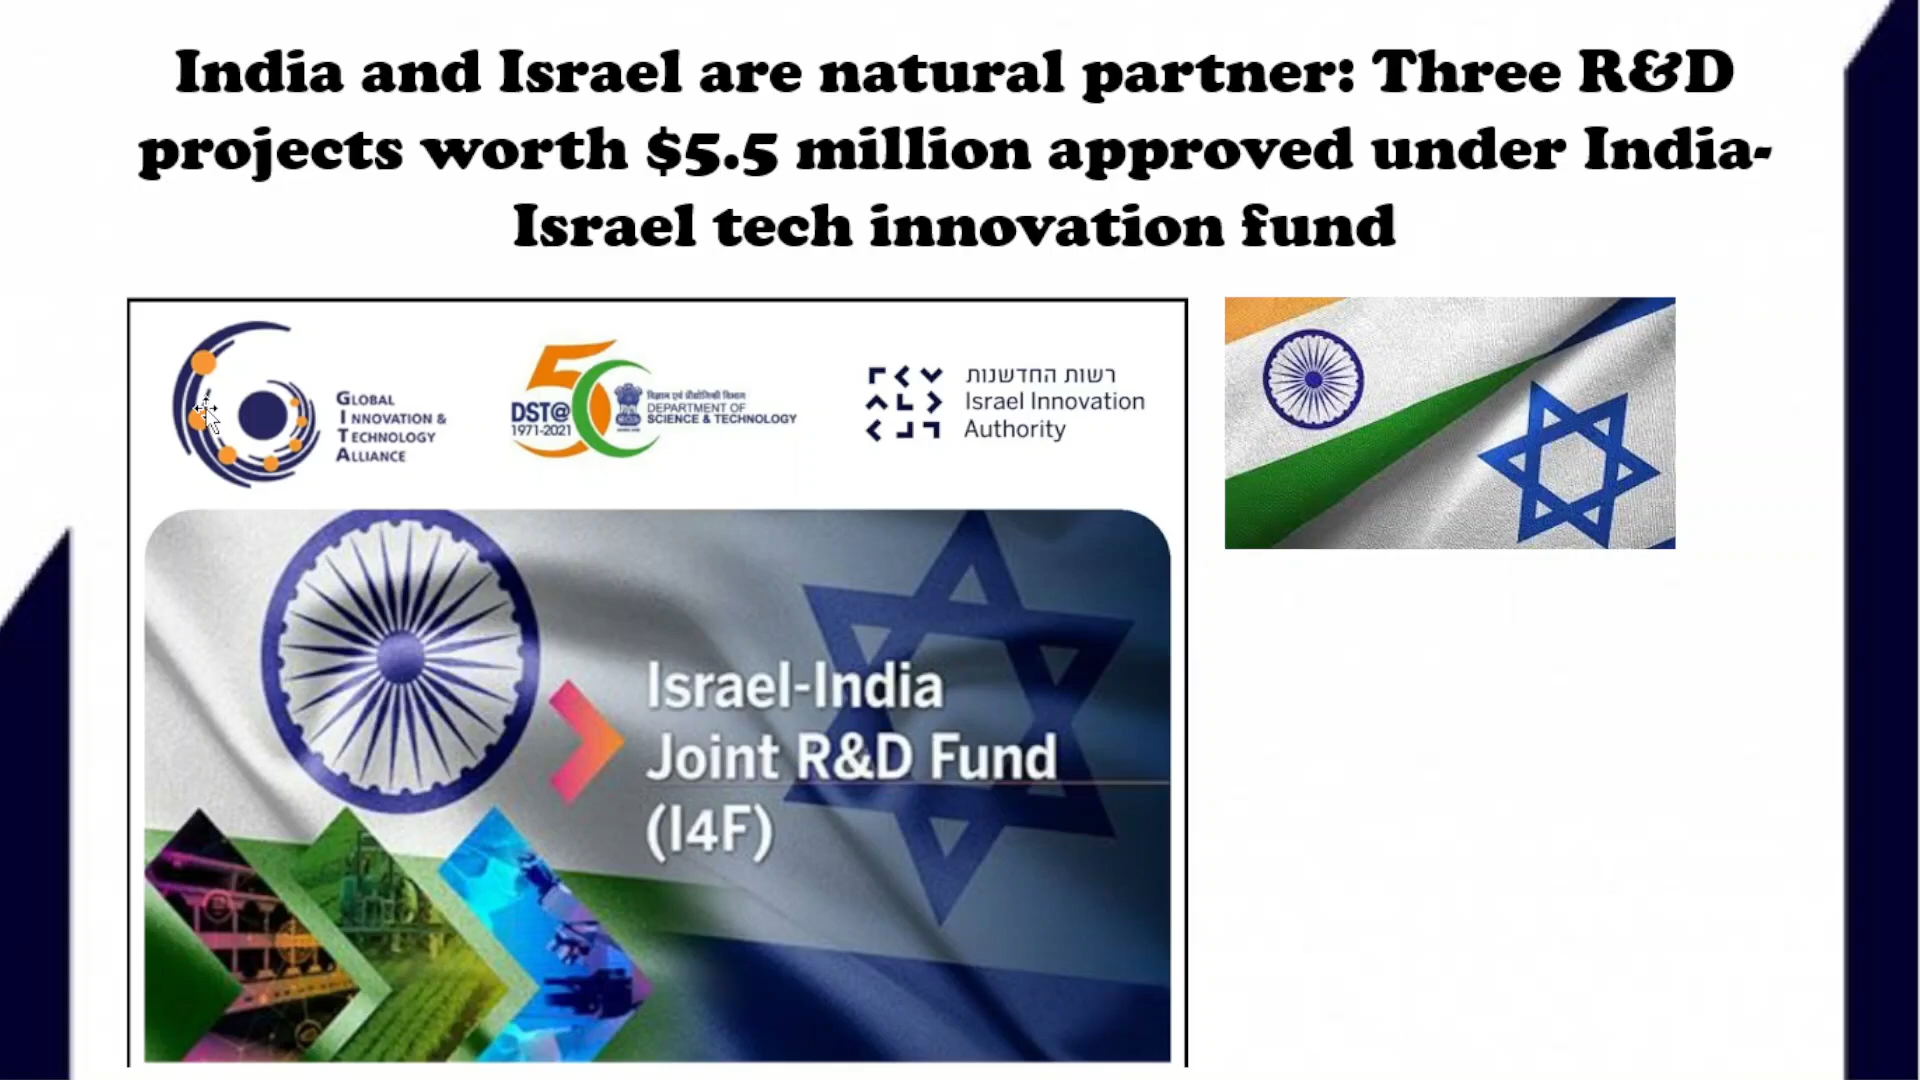 India and Israel are natural partner: Three R&D
projects worth $5.5 million approved under India-
Israel tech innovation fund
GLOBAL
INNOVATION &
TECHNOLOGY
ALLIANCE
50
DST@
1971-2021
विज्ञान एवं प्रौद्योगिकी विभाग
DEPARTMENT OF
SCIENCE & TECHNOLOGY
רשות החדשנות
Israel Innovation
Authority
Israel-India
Joint R&D Fund
(I4F)